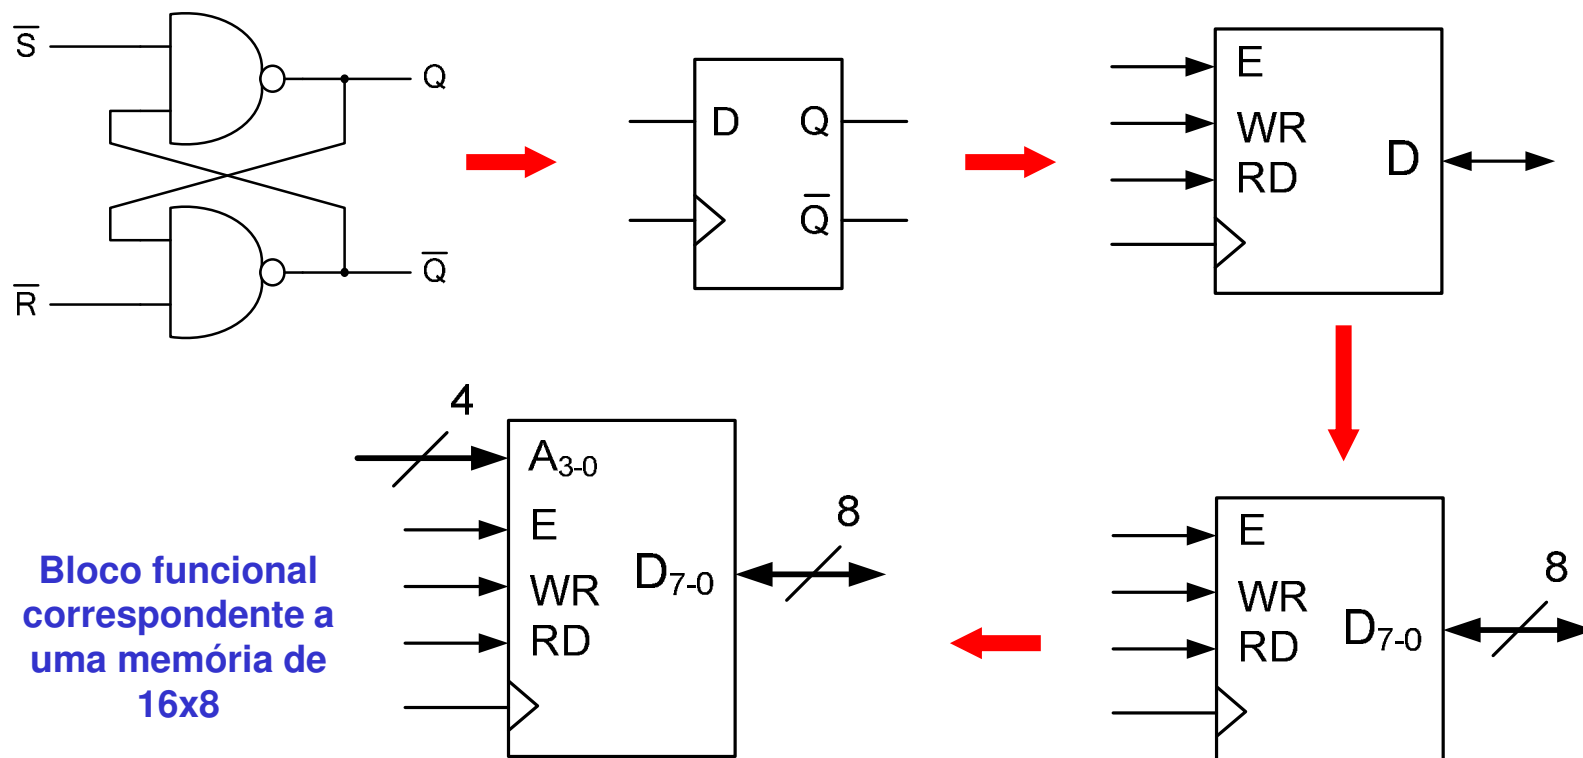 S̅
Q
R̅
Q̅
D Q
Q̅
E
WR
RD
D
4
A3-0
E
WR
RD
D7-0
8
E
WR
RD
D7-0
8
Bloco funcional
correspondente a
uma memória de
16x8